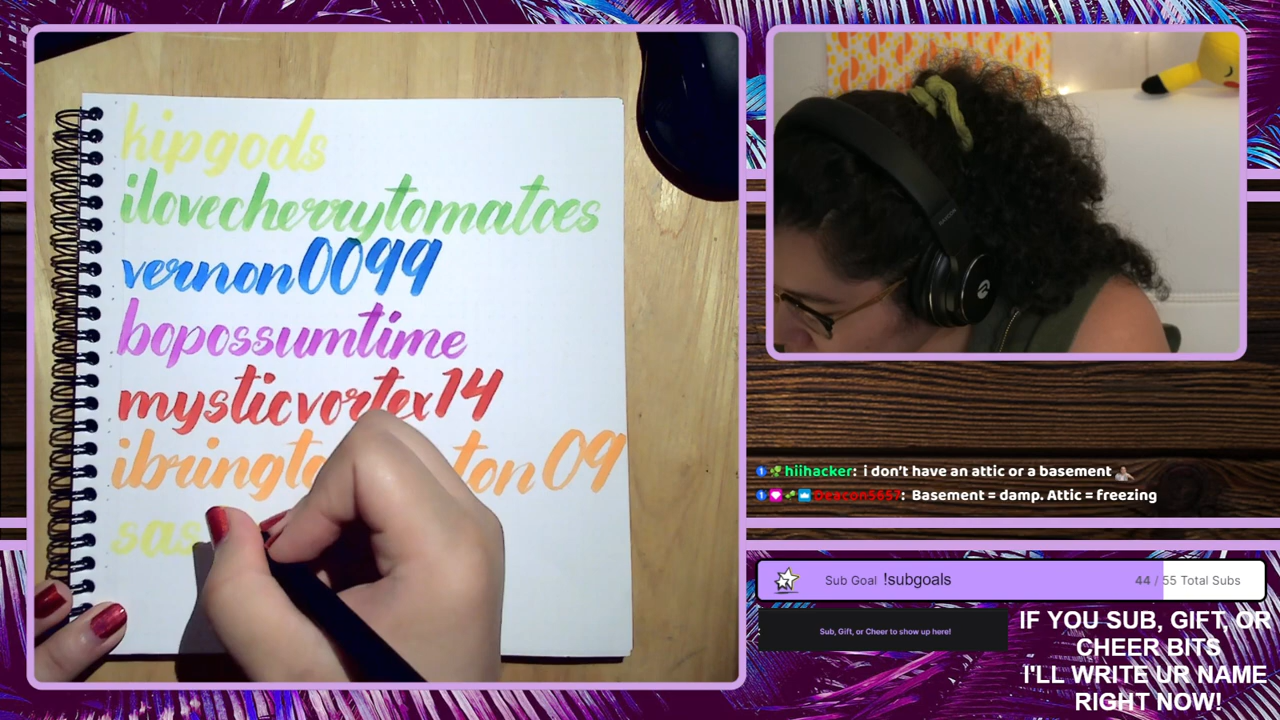 kipgods
ilovecherrytomatoes
vernon0099
bopossumtime
mysticvortex14
hiihacker: i don't have an attic or a basement
Deacon5657: Basement = damp. Attic = freezing
Sub Goal !subgoals 44 / 55 Total Subs
Sub, Gift, or Cheer to show up here!
IF YOU SUB, GIFT, OR
CHEER BITS
I'LL WRITE UR NAME
RIGHT NOW!